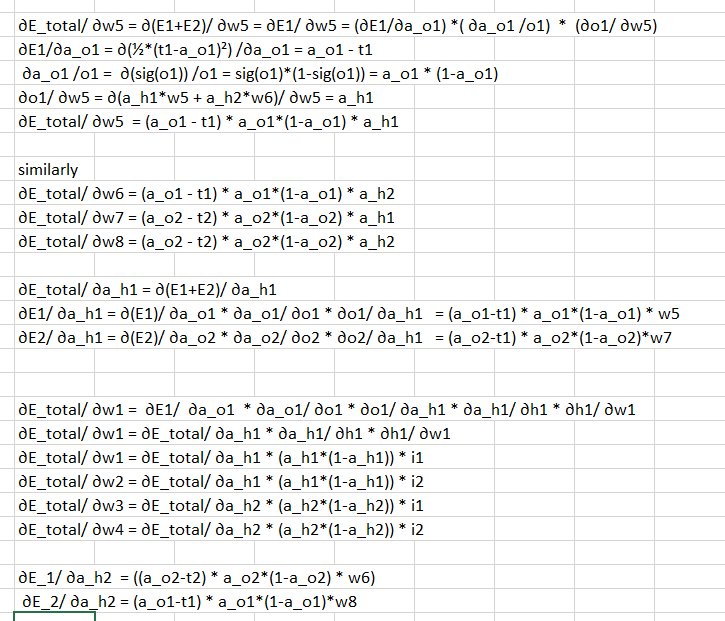 ∂E_total/ ∂w5 = ∂(E1+E2)/ ∂w5 = ∂E1/ ∂w5 = (∂E1/∂a_o1) *( ∂a_o1 /o1)  *  (∂o1/ ∂w5)
∂E1/∂a_o1 = ∂(½*(t1-a_o1)²) /∂a_o1 = a_o1 - t1
∂a_o1 /o1 =  ∂(sig(o1)) /o1 = sig(o1)*(1-sig(o1)) = a_o1 * (1-a_o1)
∂o1/ ∂w5 = ∂(a_h1*w5 + a_h2*w6)/ ∂w5 = a_h1
∂E_total/ ∂w5  = (a_o1 - t1) * a_o1*(1-a_o1) * a_h1
similarly
∂E_total/ ∂w6 = (a_o1 - t1) * a_o1*(1-a_o1) * a_h2
∂E_total/ ∂w7 = (a_o2 - t2) * a_o2*(1-a_o2) * a_h1
∂E_total/ ∂w8 = (a_o2 - t2) * a_o2*(1-a_o2) * a_h2
∂E_total/ ∂a_h1 = ∂(E1+E2)/ ∂a_h1
∂E1/ ∂a_h1 = ∂(E1)/ ∂a_o1 * ∂a_o1/ ∂o1 * ∂o1/ ∂a_h1  = (a_o1-t1) * a_o1*(1-a_o1) * w5
∂E2/ ∂a_h1 = ∂(E2)/ ∂a_o2 * ∂a_o2/ ∂o2 * ∂o2/ ∂a_h1  = (a_o2-t1) * a_o2*(1-a_o2)*w7
∂E_total/ ∂w1 =  ∂E1/  ∂a_o1  * ∂a_o1/ ∂o1 * ∂o1/ ∂a_h1 * ∂a_h1/ ∂h1 * ∂h1/ ∂w1
∂E_total/ ∂w1 = ∂E_total/ ∂a_h1 * ∂a_h1/ ∂h1 * ∂h1/ ∂w1
∂E_total/ ∂w1 = ∂E_total/ ∂a_h1 * (a_h1*(1-a_h1)) * i1
∂E_total/ ∂w2 = ∂E_total/ ∂a_h1 * (a_h1*(1-a_h1)) * i2
∂E_total/ ∂w3 = ∂E_total/ ∂a_h2 * (a_h2*(1-a_h2)) * i1
∂E_total/ ∂w4 = ∂E_total/ ∂a_h2 * (a_h2*(1-a_h2)) * i2
∂E_1/ ∂a_h2  = ((a_o2-t2) * a_o2*(1-a_o2) * w6)
∂E_2/ ∂a_h2 = (a_o1-t1) * a_o1*(1-a_o1)*w8